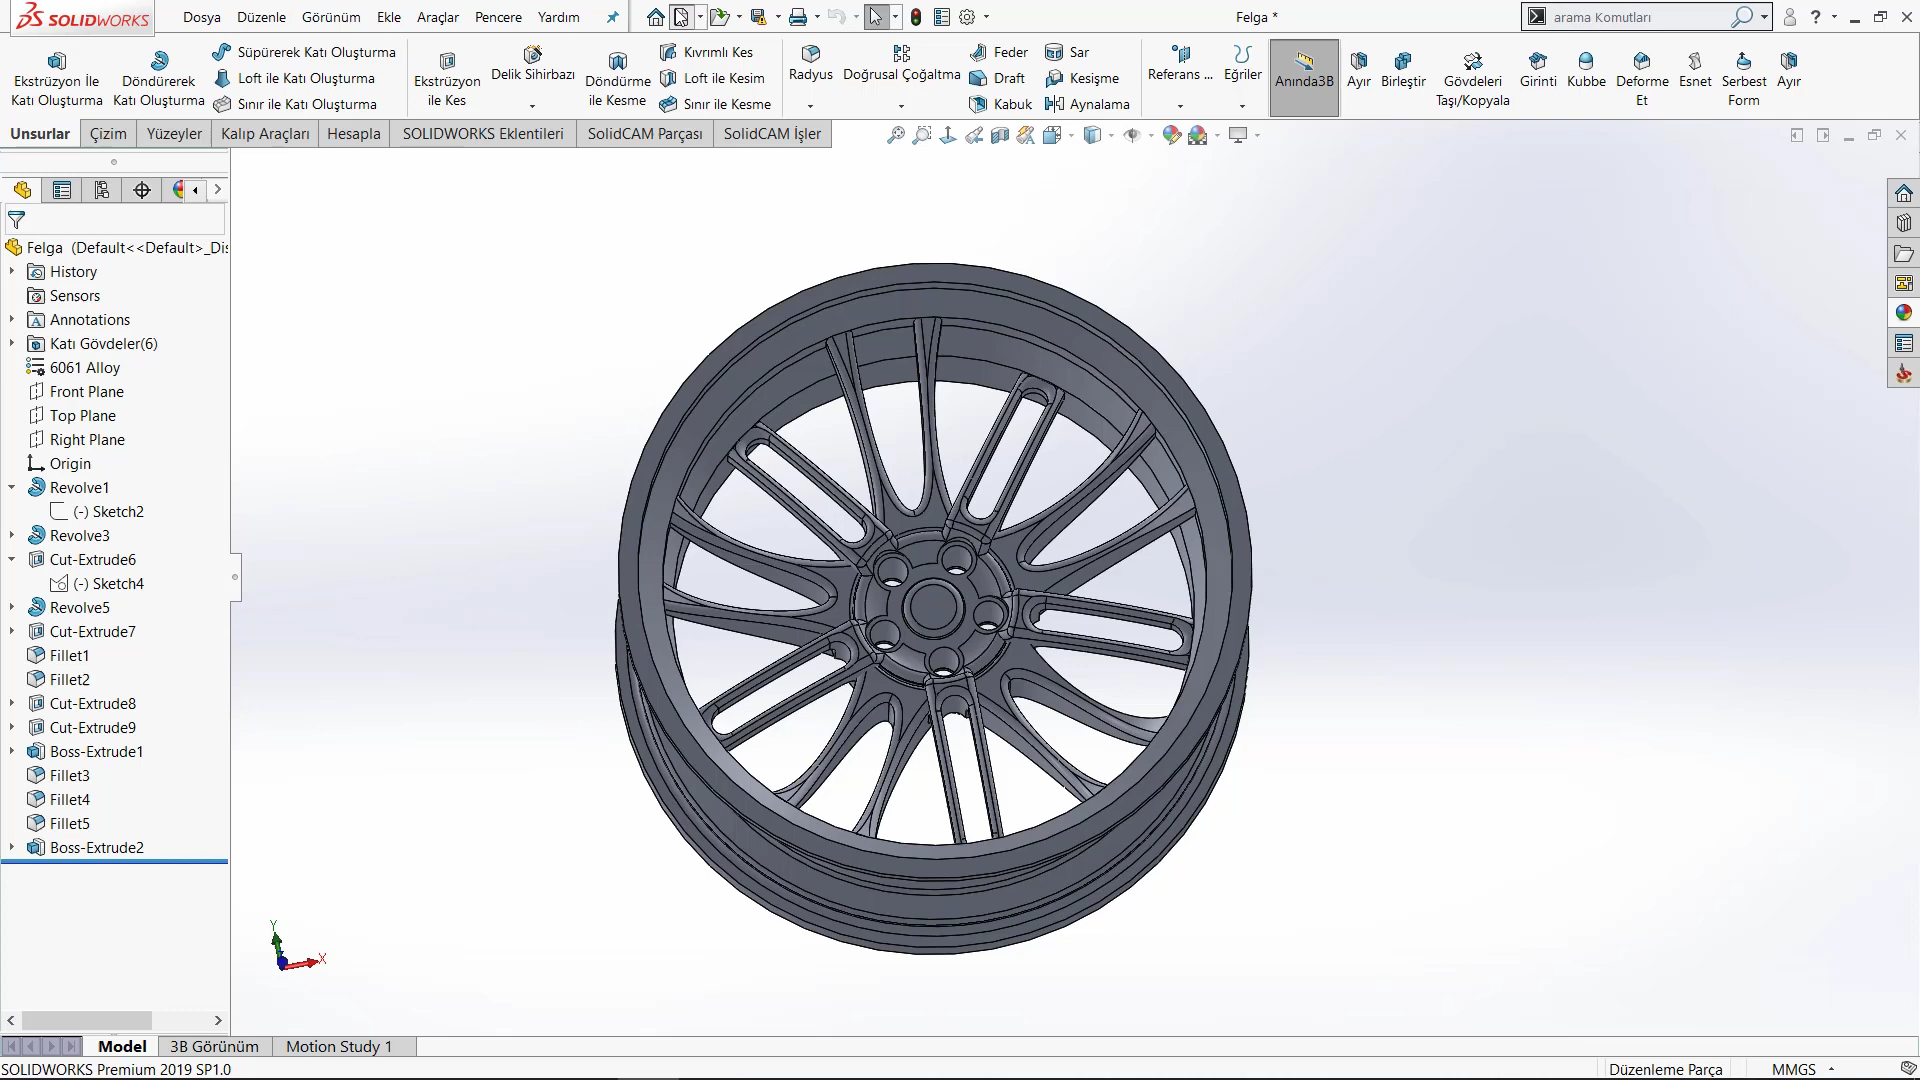 SOLIDWORKS
Dosya Düzenle Görünüm Ekle Araçlar Pencere Yardım
Felga *
arama Komutları
Ekstrüzyon İle Katı Oluşturma
Döndürerek Katı Oluşturma
Süpürerek Katı Oluşturma
Loft ile Katı Oluşturma
Sınır ile Katı Oluşturma
Ekstrüzyon ile Kes
Delik Sihirbazı
Döndürme ile Kesme
Kıvrımlı Kes
Loft ile Kesim
Sınır ile Kesme
Radyus
Doğrusal Çoğaltma
Feder
Draft
Kabuk
Sar
Kesişme
Aynalama
Referans ...
Eğriler
Anında3B
Ayır
Birleştir
Gövdeleri Taşı/Kopyala
Girinti
Kubbe
Deforme Et
Esnet
Serbest Form
Ayır
Unsurlar Çizim Yüzeyler Kalıp Araçları Hesapla SOLIDWORKS Eklentileri SolidCAM Parçası SolidCAM İşler
Felga (Default<<Default>_Dis
History
Sensors
Annotations
Katı Gövdeler(6)
6061 Alloy
Front Plane
Top Plane
Right Plane
Origin
Revolve1
(-) Sketch2
Revolve3
Cut-Extrude6
(-) Sketch4
Revolve5
Cut-Extrude7
Fillet1
Fillet2
Cut-Extrude8
Cut-Extrude9
Boss-Extrude1
Fillet3
Fillet4
Fillet5
Boss-Extrude2
Y
X
Model 3B Görünüm Motion Study 1
SOLIDWORKS Premium 2019 SP1.0
Düzenleme Parça MMGS